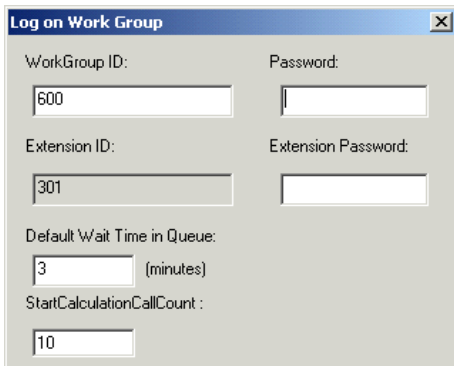 Log on Work Group
WorkGroup ID: Password:
600
Extension ID: Extension Password:
301
Default Wait Time in Queue:
3 (minutes)
StartCalculationCallCount :
10